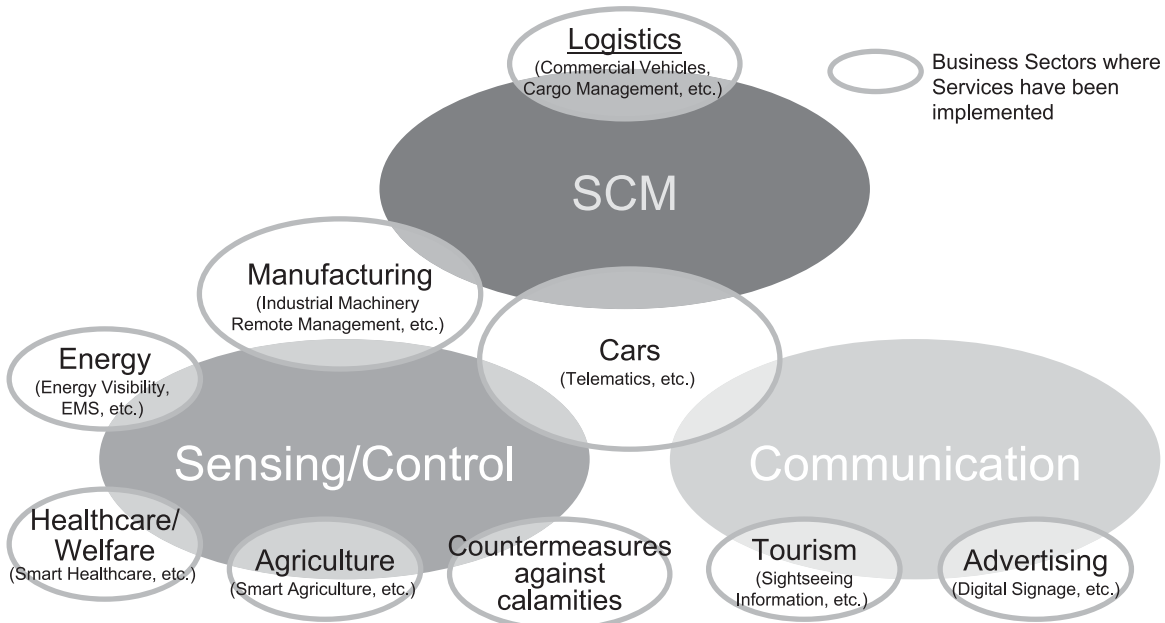 Logistics
(Commercial Vehicles,
Cargo Management, etc.)
Business Sectors where
Services have been
implemented
SCM
Manufacturing
(Industrial Machinery
Remote Management, etc.)
Cars
(Telematics, etc.)
Energy
(Energy Visibility,
EMS, etc.)
Sensing/Control
Communication
Healthcare/
Welfare
(Smart Healthcare, etc.)
Agriculture
(Smart Agriculture, etc.)
Countermeasures
against
calamities
Tourism
(Sightseeing
Information, etc.)
Advertising
(Digital Signage, etc.)